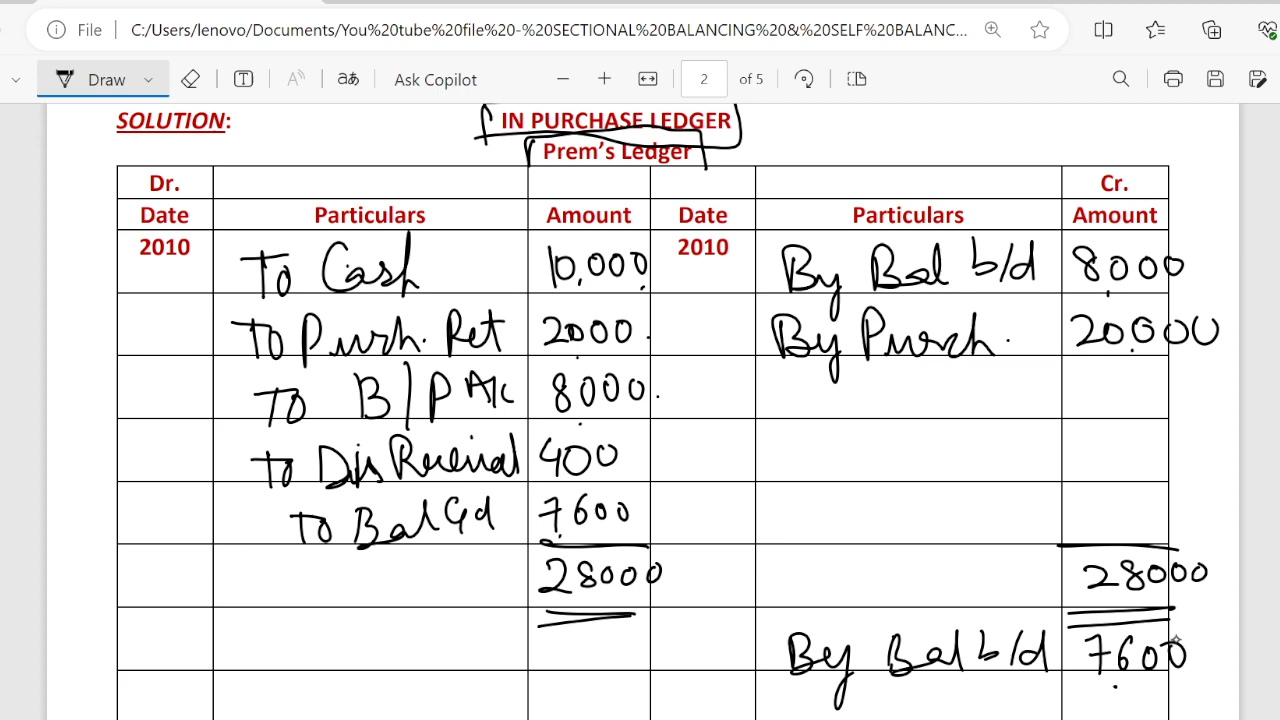 File C:/Users/lenovo/Documents/You%20tube%20file%20-%20SECTIONAL%20BALANCING%20&%20SELF%20BALANC...
Draw aあ Ask Copilot 2 of 5
SOLUTION: IN PURCHASE LEDGER
Prem's Ledger
Dr. Cr.
Date Particulars Amount Date Particulars Amount
2010 To Cash 10,000 2010 By Bal b/d 8000
To Purch. Ret 2000 By Purch. 20000
To B/P A/c 8000
To Dis Received 400
To Bal C/d 7600
28000 28000
By Bal b/d 7600